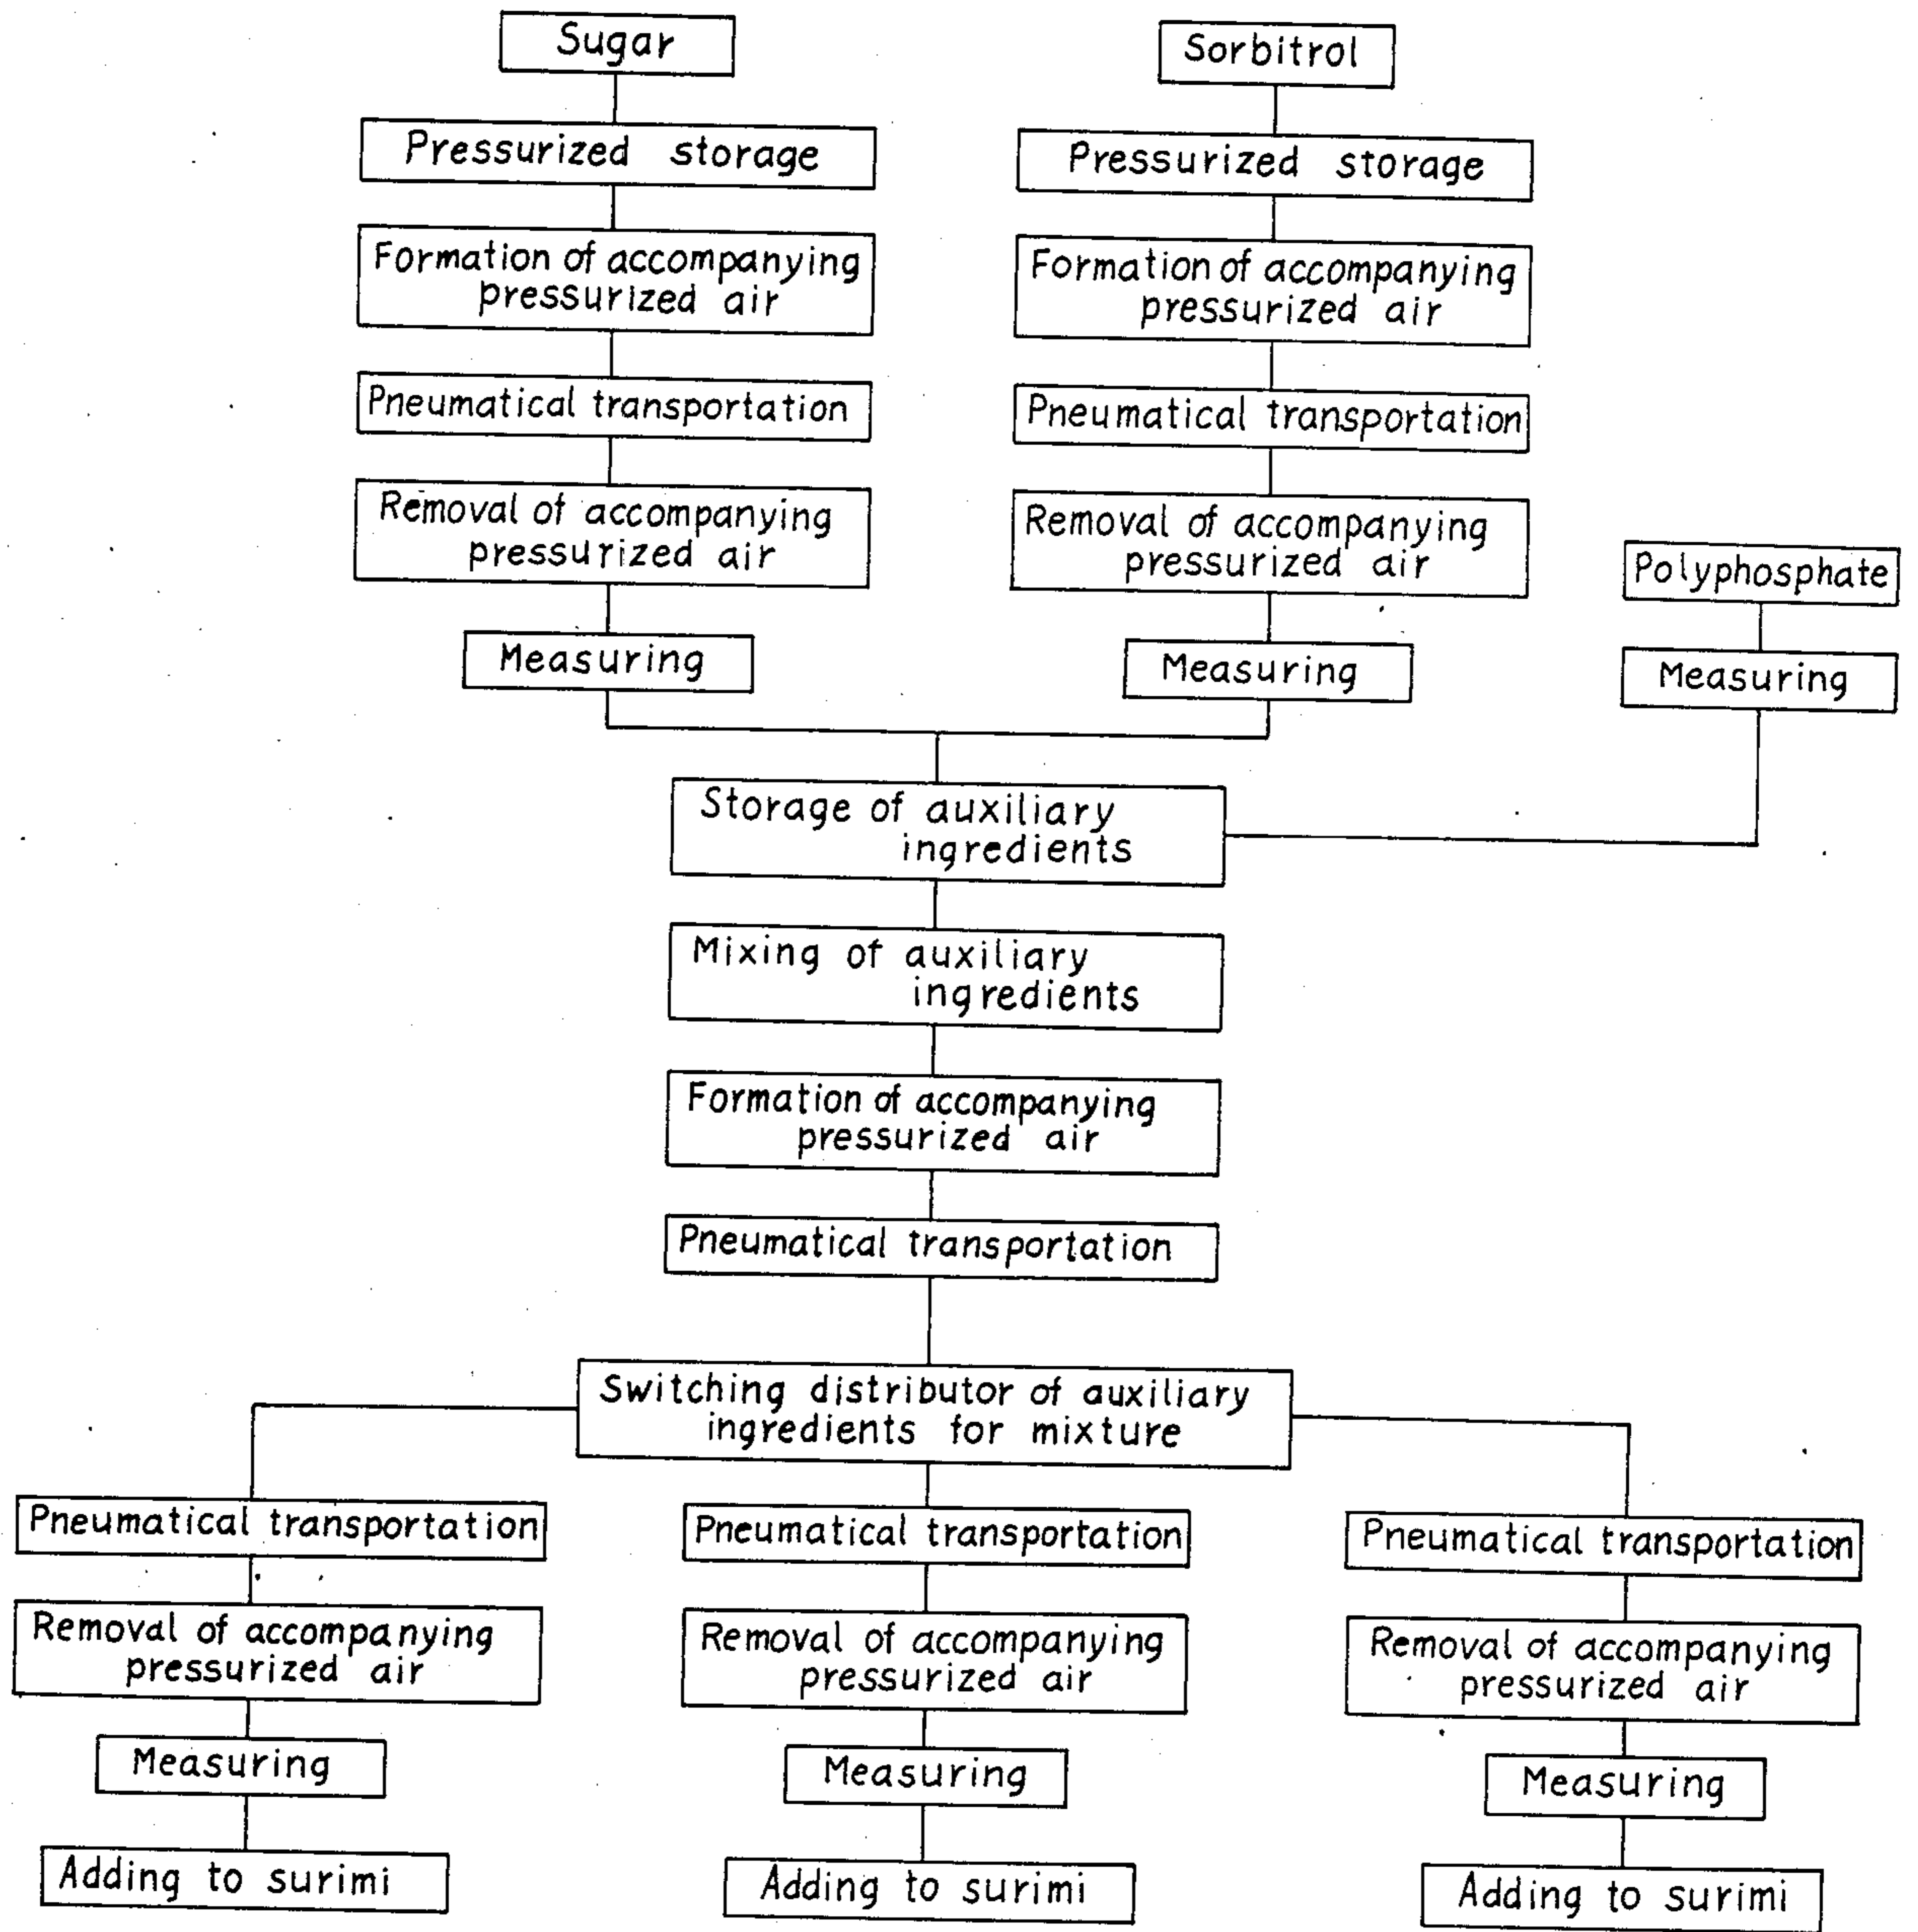 Sugar
Sorbitrol
Pressurized storage
Pressurized storage
Formation of accompanying
pressurized air
Formation of accompanying
pressurized air
Pneumatical transportation
Pneumatical transportation
Removal of accompanying
pressurized air
Removal of accompanying
pressurized air
Polyphosphate
Measuring
Measuring
Measuring
Storage of auxiliary
ingredients
Mixing of auxiliary
ingredients
Formation of accompanying
pressurized air
Pneumatical transportation
Switching distributor of auxiliary
ingredients for mixture
Pneumatical transportation
Pneumatical transportation
Pneumatical transportation
Removal of accompanying
pressurized air
Removal of accompanying
pressurized air
Removal of accompanying
pressurized air
Measuring
Measuring
Measuring
Adding to surimi
Adding to surimi
Adding to surimi